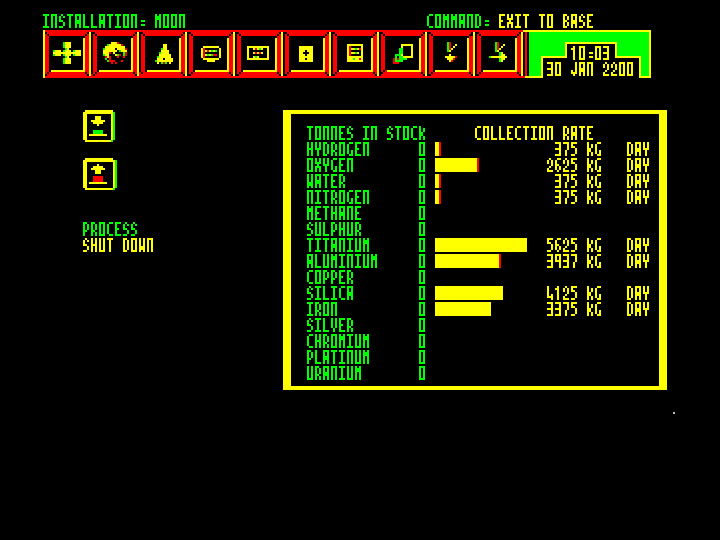 INSTALLATION: MOON COMMAND: EXIT TO BASE
10:03
30 JAN 2200
TONNES IN STOCK COLLECTION RATE
HYDROGEN 0 375 KG DAY
OXYGEN 0 2625 KG DAY
WATER 0 375 KG DAY
NITROGEN 0 375 KG DAY
METHANE 0
SULPHUR 0
PROCESS
SHUT DOWN
TITANIUM 0 5625 KG DAY
ALUMINIUM 0 3937 KG DAY
COPPER 0
SILICA 0 4125 KG DAY
IRON 0 3375 KG DAY
SILVER 0
CHROMIUM 0
PLATINUM 0
URANIUM 0